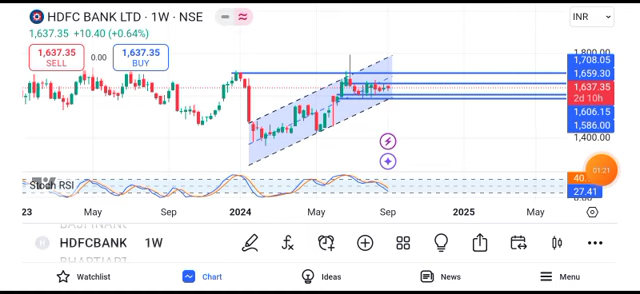 HDFC BANK LTD · 1W · NSE
INR
1,637.35 +10.40 (+0.64%)
1,637.35
SELL
0.00
1,637.35
BUY
1,800.00
1,708.05
1,659.30
1,637.35
2d 10h
1,606.15
1,586.00
1,400.00
01:21
Stoch RSI
40.
27.41
23
May
Sep
2024
May
Sep
2025
May
H
HDFCBANK
1W
Watchlist
Chart
Ideas
News
Menu